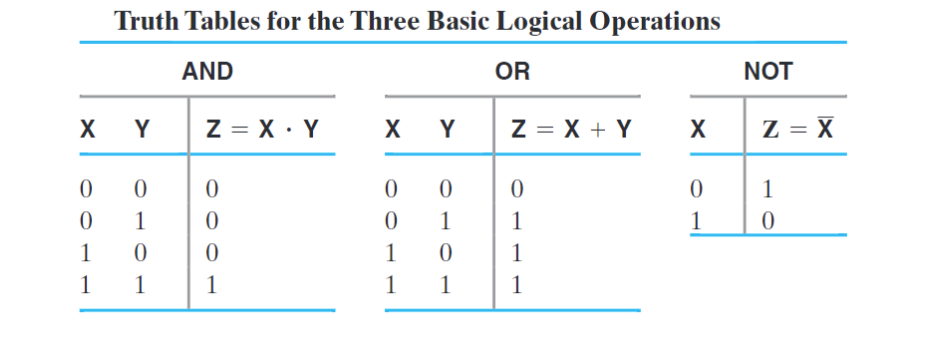 Truth Tables for the Three Basic Logical Operations
AND OR NOT
X Y Z = X · Y X Y Z = X + Y X Z = X̅
0 0 0 0 0 0 0 1
0 1 0 0 1 1 1 0
1 0 0 1 0 1
1 1 1 1 1 1